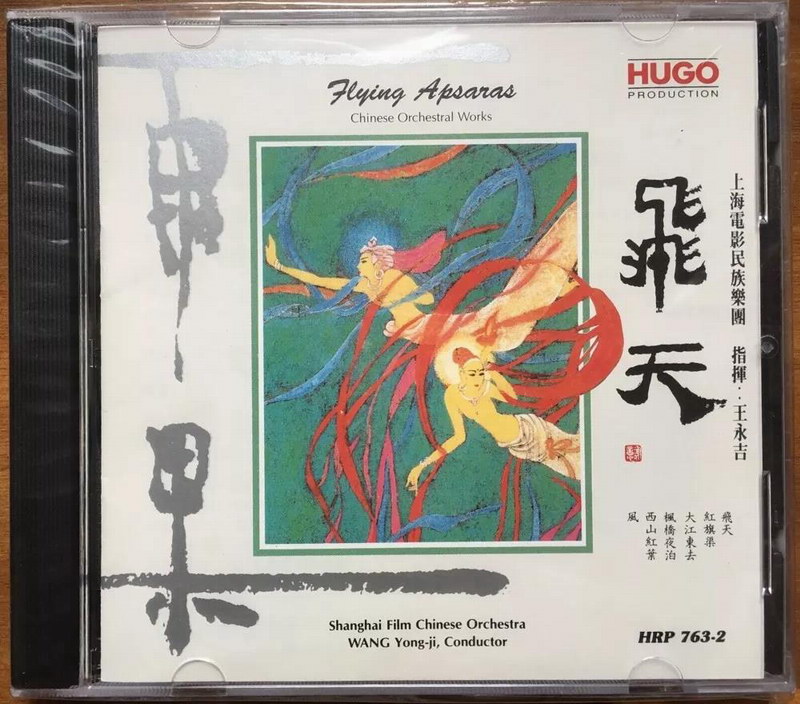 Flying Apsaras
Chinese Orchestral Works
HUGO
PRODUCTION
上海電影民族樂團 指揮：王永吉
飛天
飛天
紅旗渠
大江東去
楓橋夜泊
西山紅葉
風
Shanghai Film Chinese Orchestra
WANG Yong-ji, Conductor
HRP 763-2